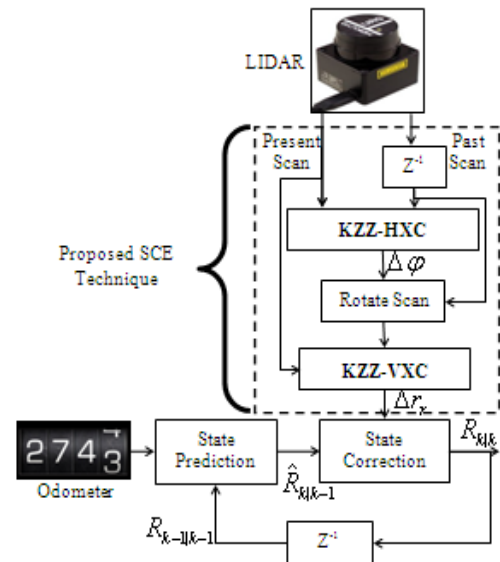 LIDAR
Present
Scan
Past
Scan
Z⁻¹
KZZ-HXC
Δφ
Proposed SCE
Technique
Rotate Scan
KZZ-VXC
Δr
2743
Odometer
State
Prediction
R̂ₖ|ₖ₋₁
State
Correction
Rₖ|ₖ
Rₖ₋₁|ₖ₋₁
Z⁻¹